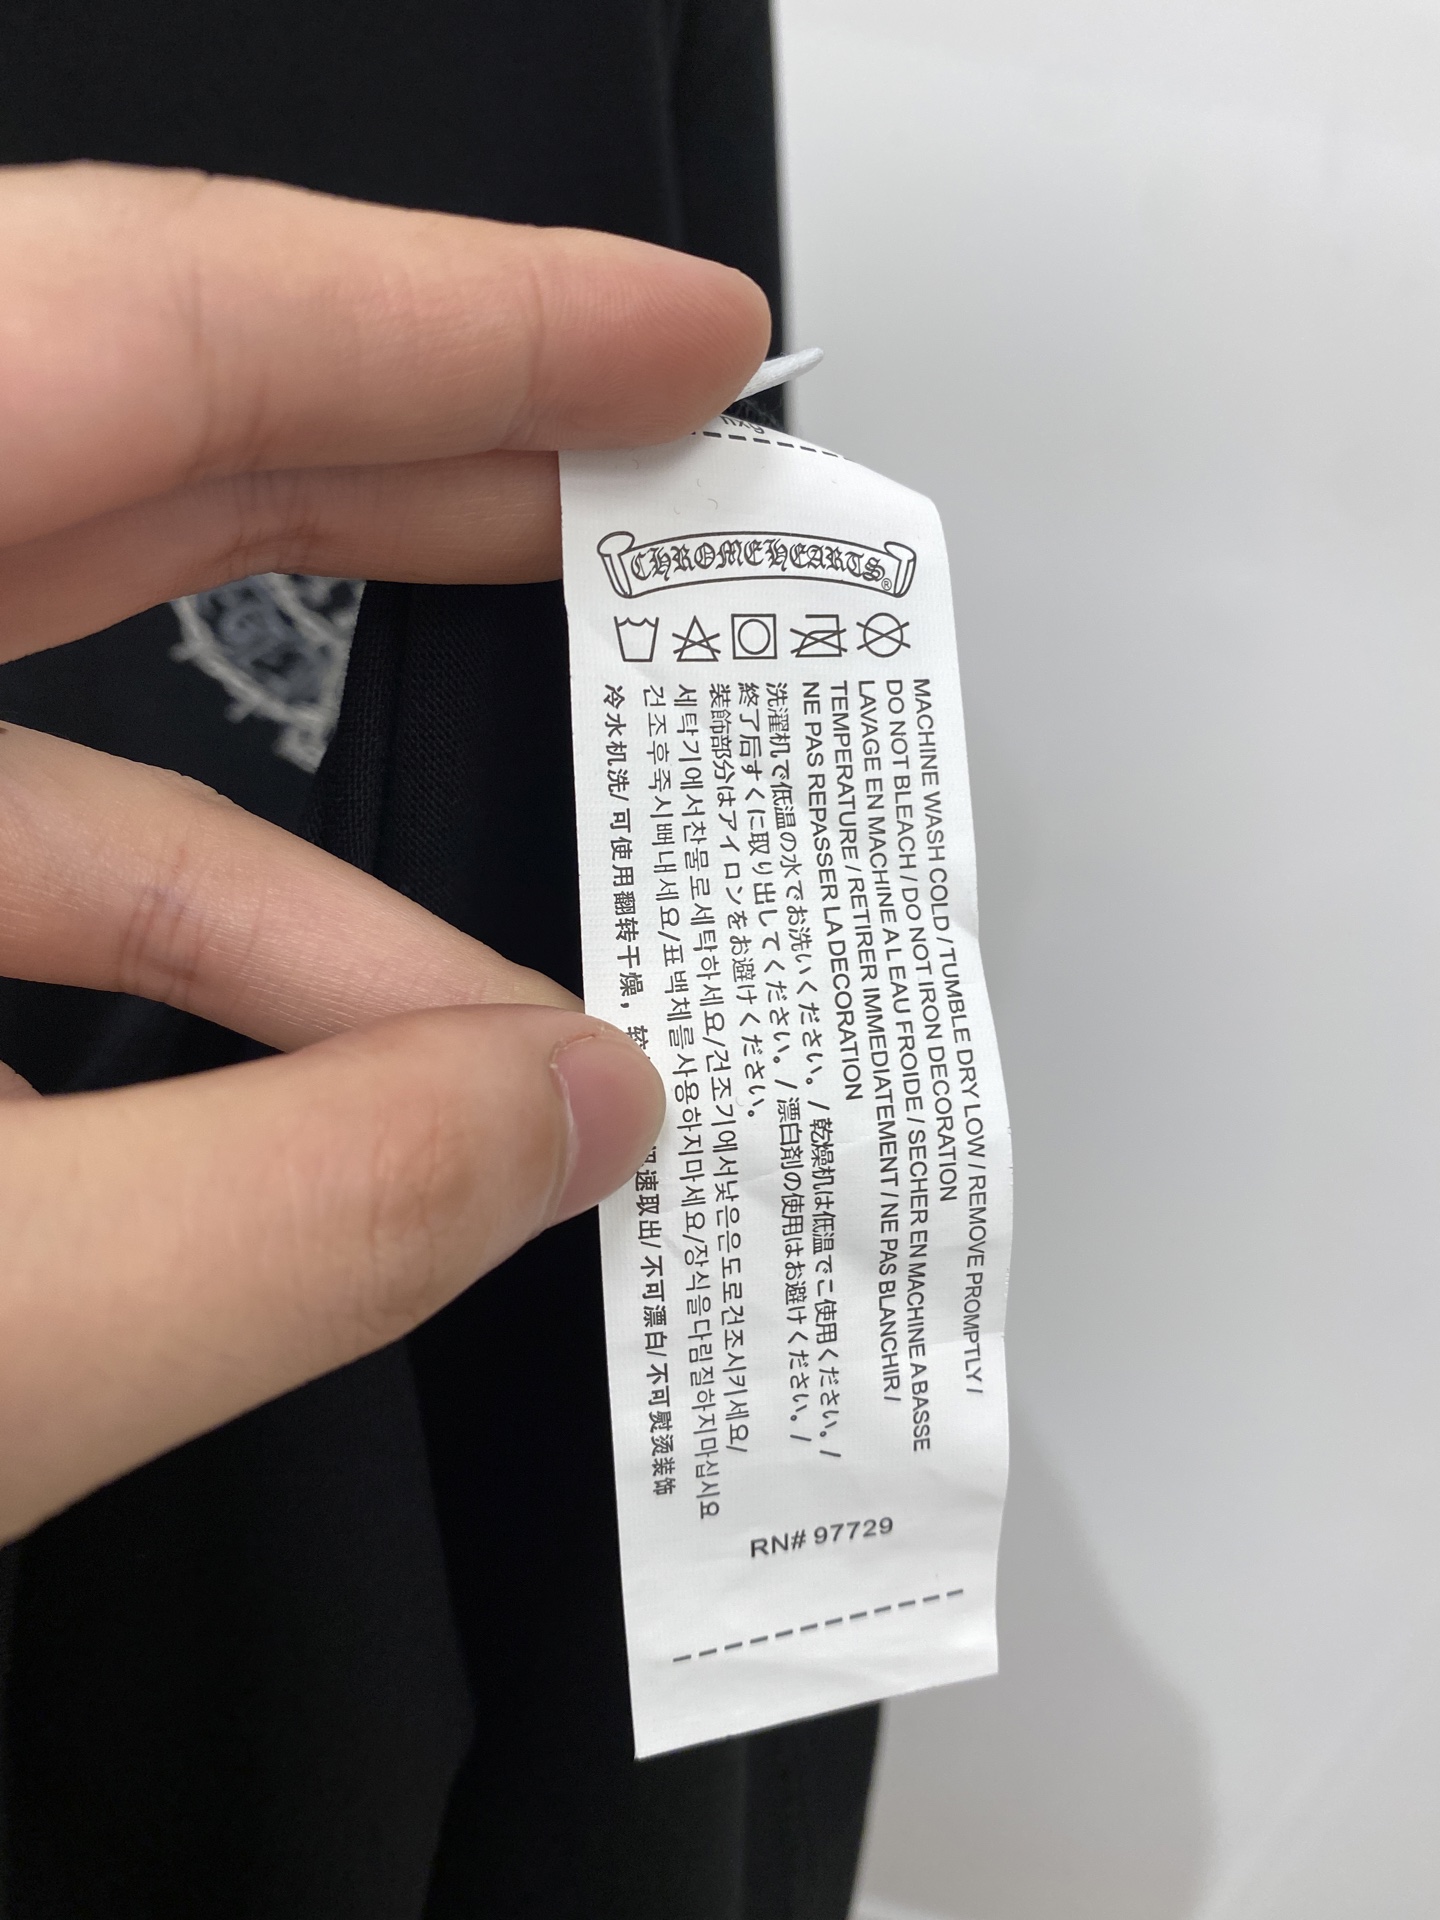 CHROME HEARTS®
MACHINE WASH COLD / TUMBLE DRY LOW / REMOVE PROMPTLY /
DO NOT BLEACH / DO NOT IRON DECORATION
LAVAGE EN MACHINE A L EAU FROIDE / SECHER EN MACHINE A BASSE
TEMPERATURE / RETIRER IMMEDIATEMENT / NE PAS BLANCHIR /
NE PAS REPASSER LA DECORATION
洗濯机で低温の水でお洗いください。/ 乾燥机は低温でご使用ください。/
終了后すぐに取り出してください。/ 漂白剤の使用はお避けください。/
装飾部分はアイロンをお避けください。
세탁기에서찬물로세탁하세요/건조기에서낮은온도로건조시키세요/
건조후즉시빼내세요/표백제를사용하지마세요/장식을다림질하지마십시요
冷水机洗/ 可使用翻转干燥， 速取出/ 不可漂白/ 不可熨烫装饰
RN# 97729